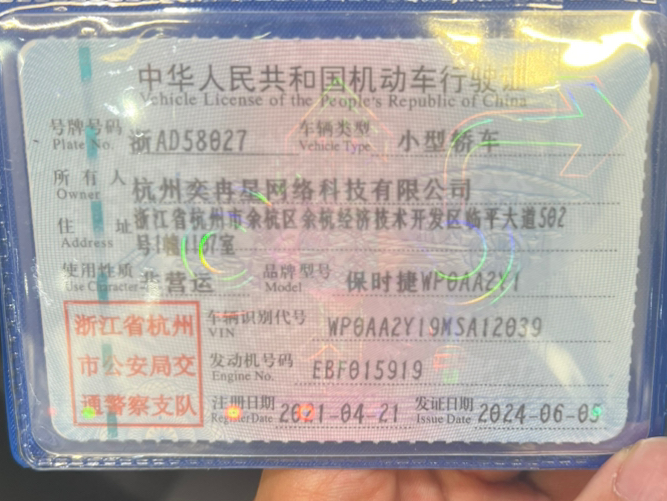 中华人民共和国机动车行驶证
Vehicle License of the People's Republic of China
号牌号码 浙AD58027 车辆类型 小型轿车
Plate No. Vehicle Type
所有人 杭州奕冉星网络科技有限公司
Owner
住址 浙江省杭州市余杭区余杭经济技术开发区临平大道502
Address 号1幢1187室
使用性质 非营运 品牌型号 保时捷WP0AA2Y1
Use Character Model
浙江省杭州 车辆识别代号 WP0AA2Y19MSA12039
VIN
市公安局交 发动机号码 EBF015919
Engine No.
通警察支队 注册日期 2021-04-21 发证日期 2024-06-05
Register Date Issue Date